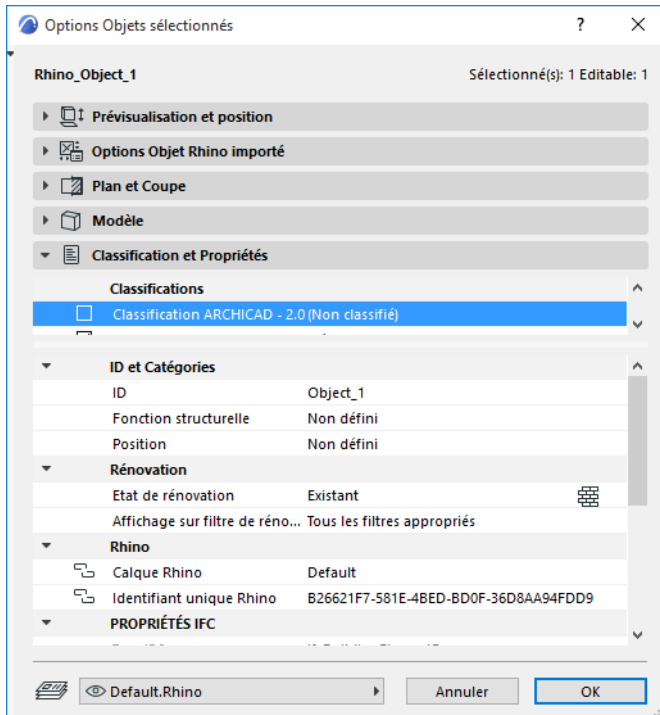 Options Objets sélectionnés ?
Rhino_Object_1 Sélectionné(s): 1 Editable: 1
Prévisualisation et position
Options Objet Rhino importé
Plan et Coupe
Modèle
Classification et Propriétés
Classifications
Classification ARCHICAD - 2.0 (Non classifié)
ID et Catégories
ID Object_1
Fonction structurelle Non défini
Position Non défini
Rénovation
Etat de rénovation Existant
Affichage sur filtre de réno... Tous les filtres appropriés
Rhino
Calque Rhino Default
Identifiant unique Rhino B26621F7-581E-4BED-BD0F-36D8AA94FDD9
PROPRIÉTÉS IFC
Default.Rhino Annuler OK